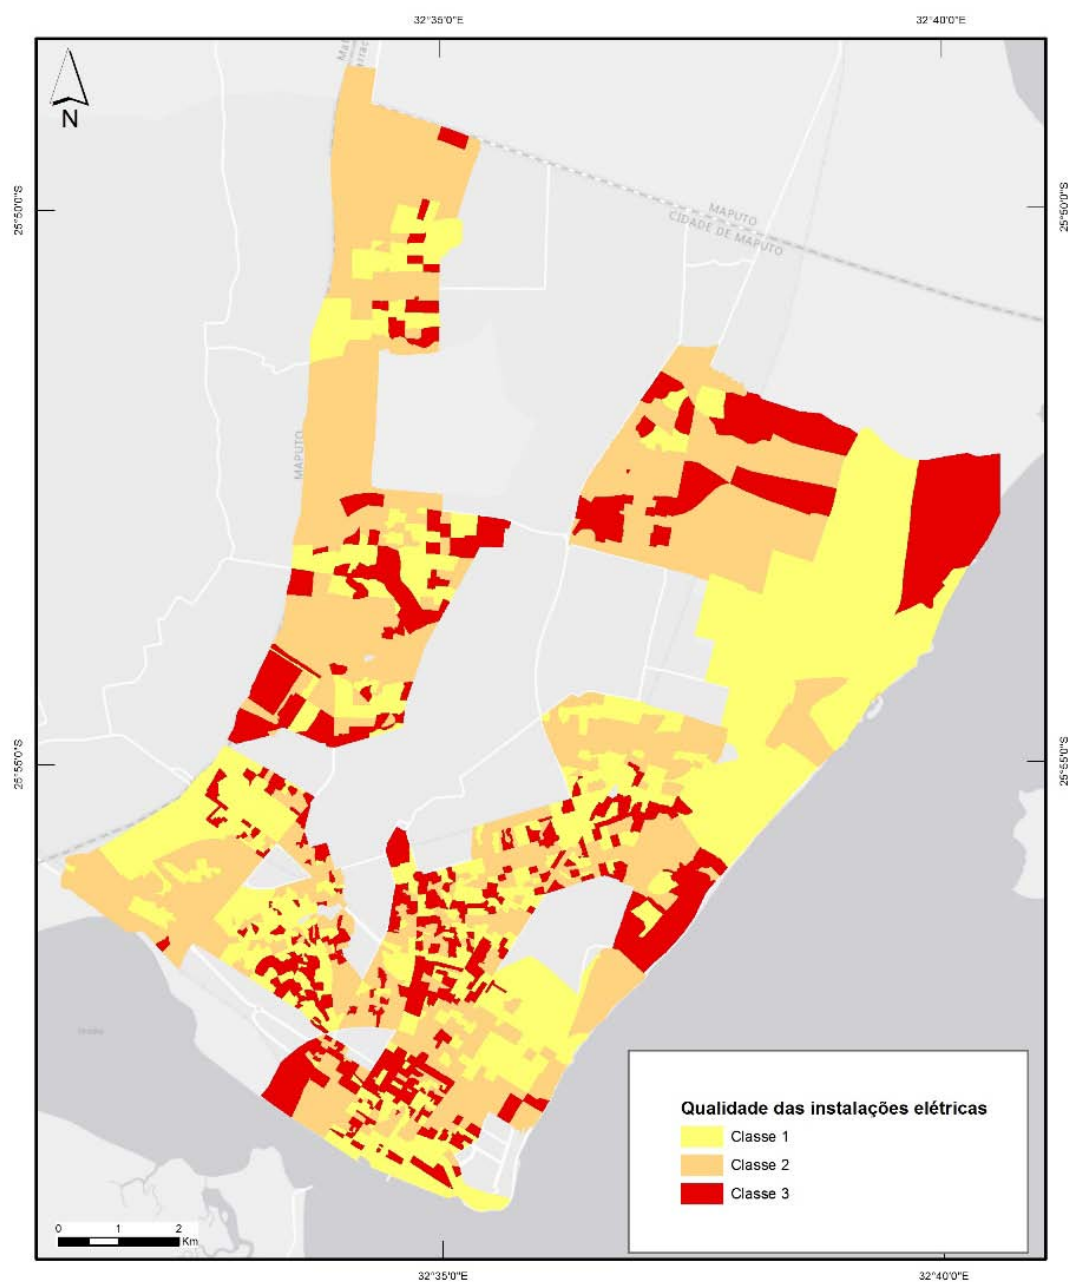 32°35'0"E
32°40'0"E
N
25°50'0"S
25°50'0"S
MAPUTO
CIDADE DE MAPUTO
MAPUTO
25°55'0"S
25°55'0"S
Qualidade das instalações elétricas
Classe 1
Classe 2
Classe 3
0 1 2
Km
32°35'0"E
32°40'0"E